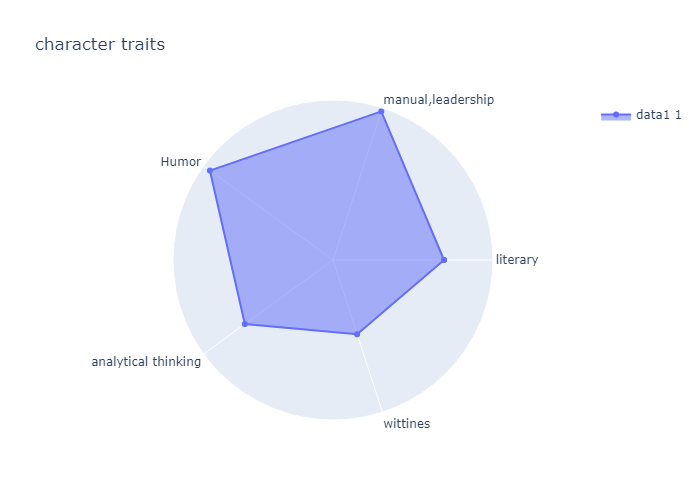 character traits
manual,leadership
data1 1
Humor
literary
analytical thinking
wittines